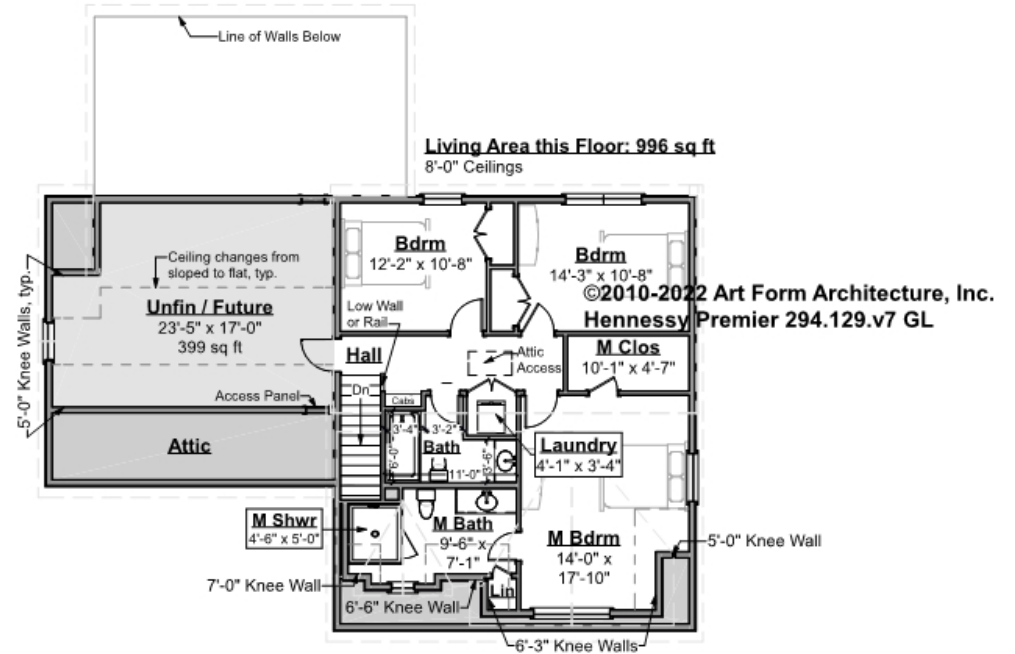 Line of Walls Below
Living Area this Floor: 996 sq ft
8'-0" Ceilings
Bdrm
12'-2" x 10'-8"
Bdrm
14'-3" x 10'-8"
©2010-2022 Art Form Architecture, Inc.
Hennessy Premier 294.129.v7 GL
5'-0" Knee Walls, typ.
Ceiling changes from
sloped to flat, typ.
Unfin / Future
23'-5" x 17'-0"
399 sq ft
Low Wall
or Rail
Hall
Attic
Access
M Clos
10'-1" x 4'-7"
Dn
Cabs
Access Panel
Attic
3'-4"
3'-2"
6'-0"
Bath
11'-0"
3'-6"
Laundry
4'-1" x 3'-4"
M Shwr
4'-6" x 5'-0"
M Bath
9'-6" x
7'-1"
M Bdrm
14'-0" x
17'-10"
5'-0" Knee Wall
7'-0" Knee Wall
6'-6" Knee Wall
Lin
6'-3" Knee Walls